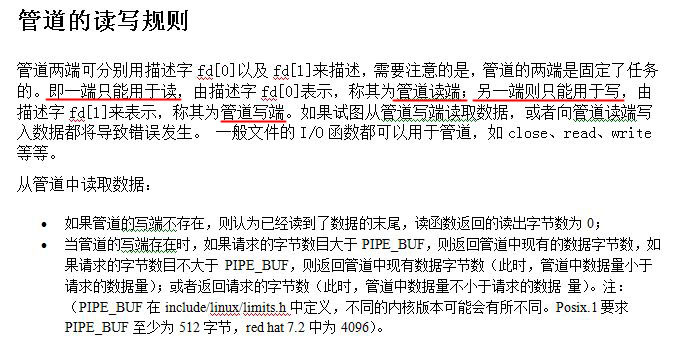 管道的读写规则
管道两端可分别用描述字 fd[0]以及 fd[1]来描述，需要注意的是，管道的两端是固定了任务
的。即一端只能用于读，由描述字 fd[0]表示，称其为管道读端；另一端则只能用于写，由
描述字 fd[1]来表示，称其为管道写端。如果试图从管道写端读取数据，或者向管道读端写
入数据都将导致错误发生。 一般文件的 I/O 函数都可以用于管道，如 close、read、write
等等。
从管道中读取数据：
• 如果管道的写端不存在，则认为已经读到了数据的末尾，读函数返回的读出字节数为 0；
• 当管道的写端存在时，如果请求的字节数目大于 PIPE_BUF，则返回管道中现有的数据字节数，如
果请求的字节数目不大于 PIPE_BUF，则返回管道中现有数据字节数（此时，管道中数据量小于
请求的数据量）；或者返回请求的字节数（此时，管道中数据量不小于请求的数据 量）。注：
（PIPE_BUF 在 include/linux/limits.h 中定义，不同的内核版本可能会有所不同。Posix.1 要求
PIPE_BUF 至少为 512 字节，red hat 7.2 中为 4096）。